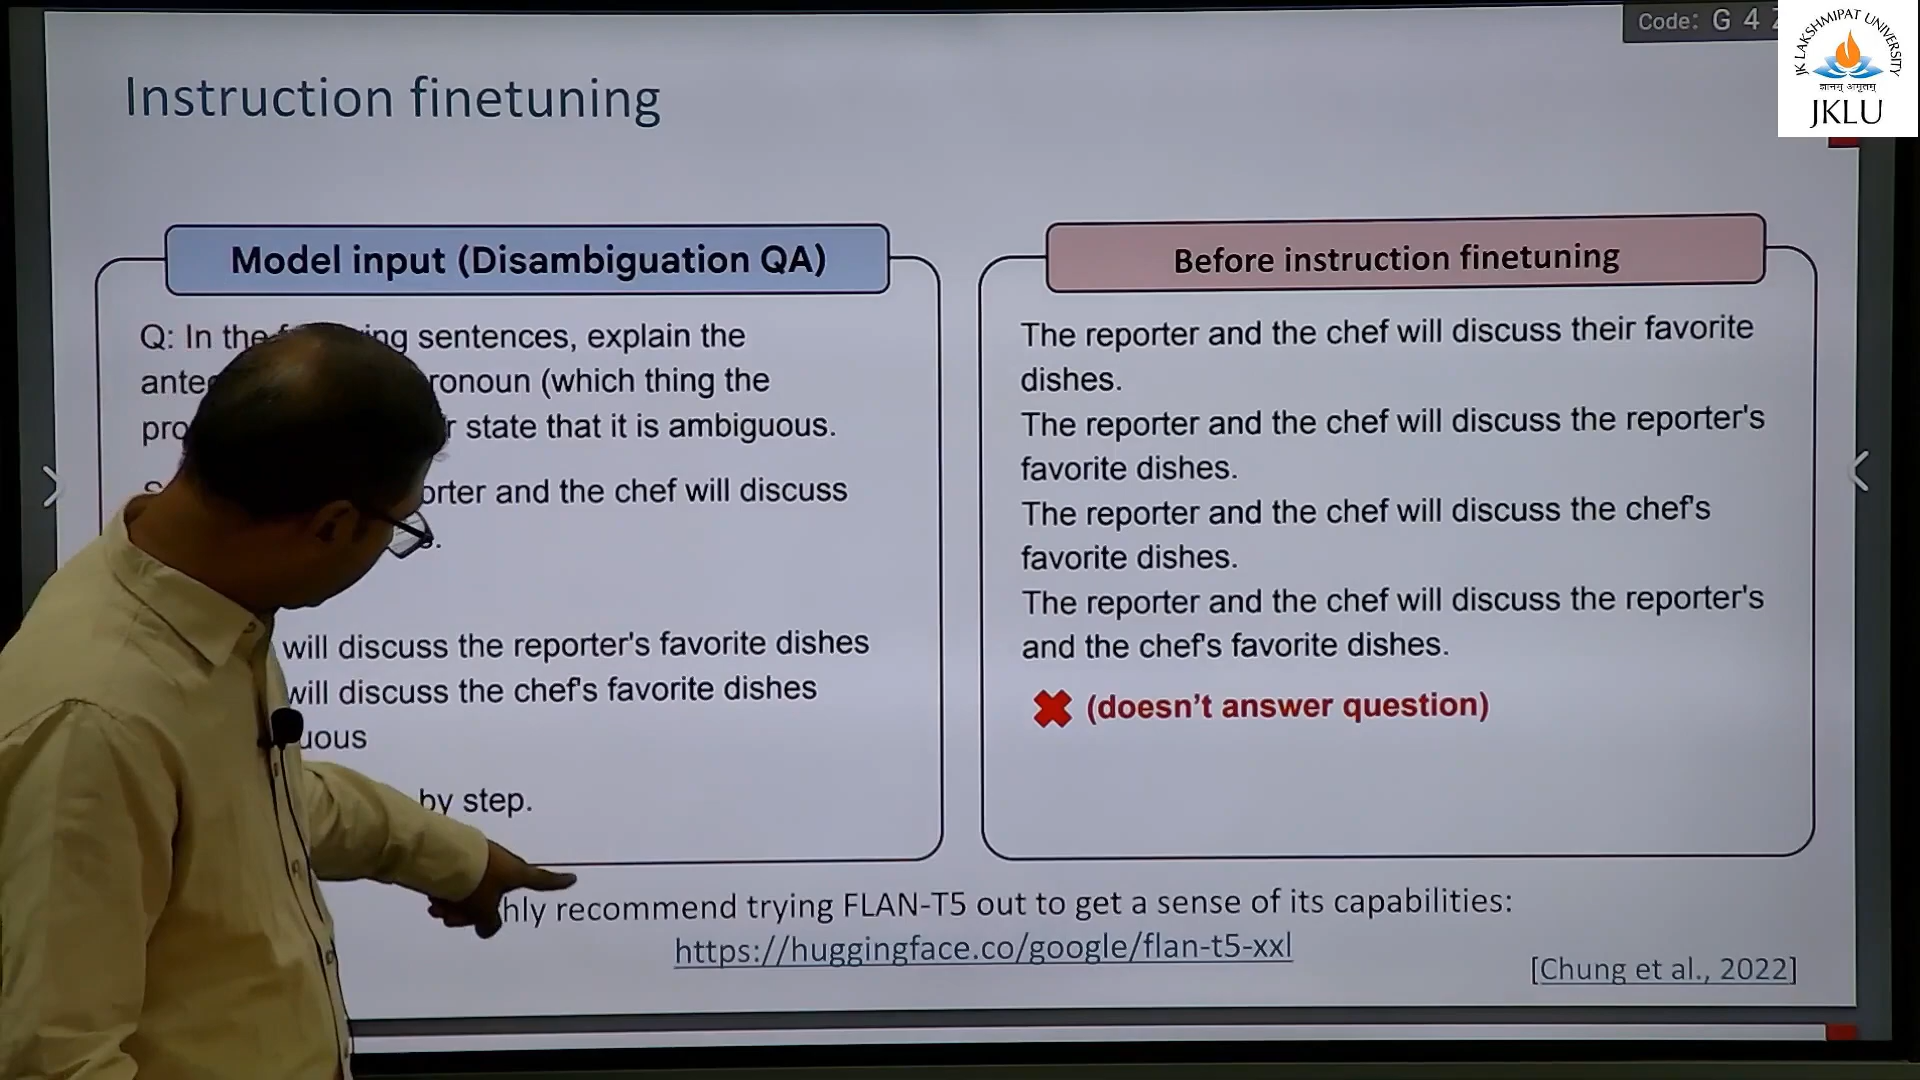 Code: G 4
JK LAKSHMIPAT UNIVERSITY
ज्ञानम् अमृतम्
JKLU
Instruction finetuning
Model input (Disambiguation QA)
Q: In the sentences, explain the
(which thing the
state that it is ambiguous.
and the chef will discuss
will discuss the reporter's favorite dishes
will discuss the chef's favorite dishes
by step.
Before instruction finetuning
The reporter and the chef will discuss their favorite
dishes.
The reporter and the chef will discuss the reporter's
favorite dishes.
The reporter and the chef will discuss the chef's
favorite dishes.
The reporter and the chef will discuss the reporter's
and the chef's favorite dishes.
(doesn't answer question)
recommend trying FLAN-T5 out to get a sense of its capabilities:
https://huggingface.co/google/flan-t5-xxl
[Chung et al., 2022]